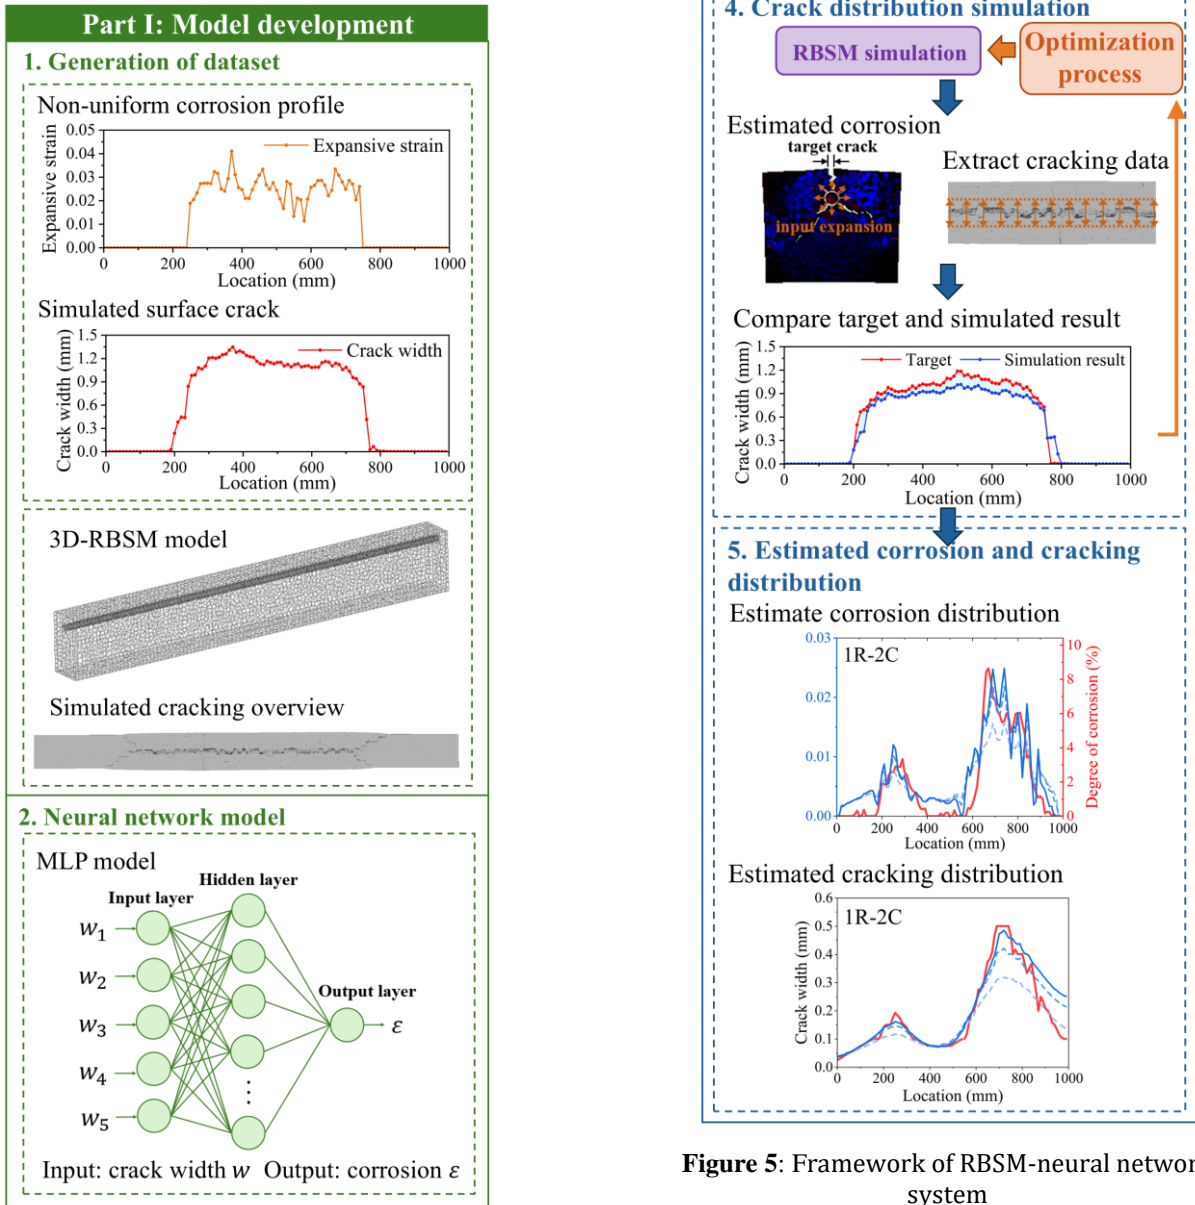 Part I: Model development
1. Generation of dataset
Non-uniform corrosion profile
Expansive strain
0.05
0.04
0.03
0.02
0.01
0.00
Expansive strain
0 200 400 600 800 1000
Location (mm)
Simulated surface crack
Crack width (mm)
1.5
1.2
0.9
0.6
0.3
0.0
Crack width
0 200 400 600 800 1000
Location (mm)
3D-RBSM model
Simulated cracking overview
2. Neural network model
MLP model
Hidden layer
Input layer
Output layer
w1
w2
w3
w4
w5
ε
Input: crack width w Output: corrosion ε
4. Crack distribution simulation
RBSM simulation
Optimization
process
Estimated corrosion
target crack
input expansion
Extract cracking data
Compare target and simulated result
Crack width (mm)
1.5
1.2
0.9
0.6
0.3
0.0
Target Simulation result
0 200 400 600 800 1000
Location (mm)
5. Estimated corrosion and cracking
distribution
Estimate corrosion distribution
0.03
0.02
0.01
0.00
1R-2C
10
8
6
4
2
0
Degree of corrosion (%)
0 200 400 600 800 1000
Location (mm)
Estimated cracking distribution
Crack width (mm)
0.6
0.5
0.4
0.3
0.2
0.1
0.0
1R-2C
0 200 400 600 800 1000
Location (mm)
Figure 5: Framework of RBSM-neural networ
system